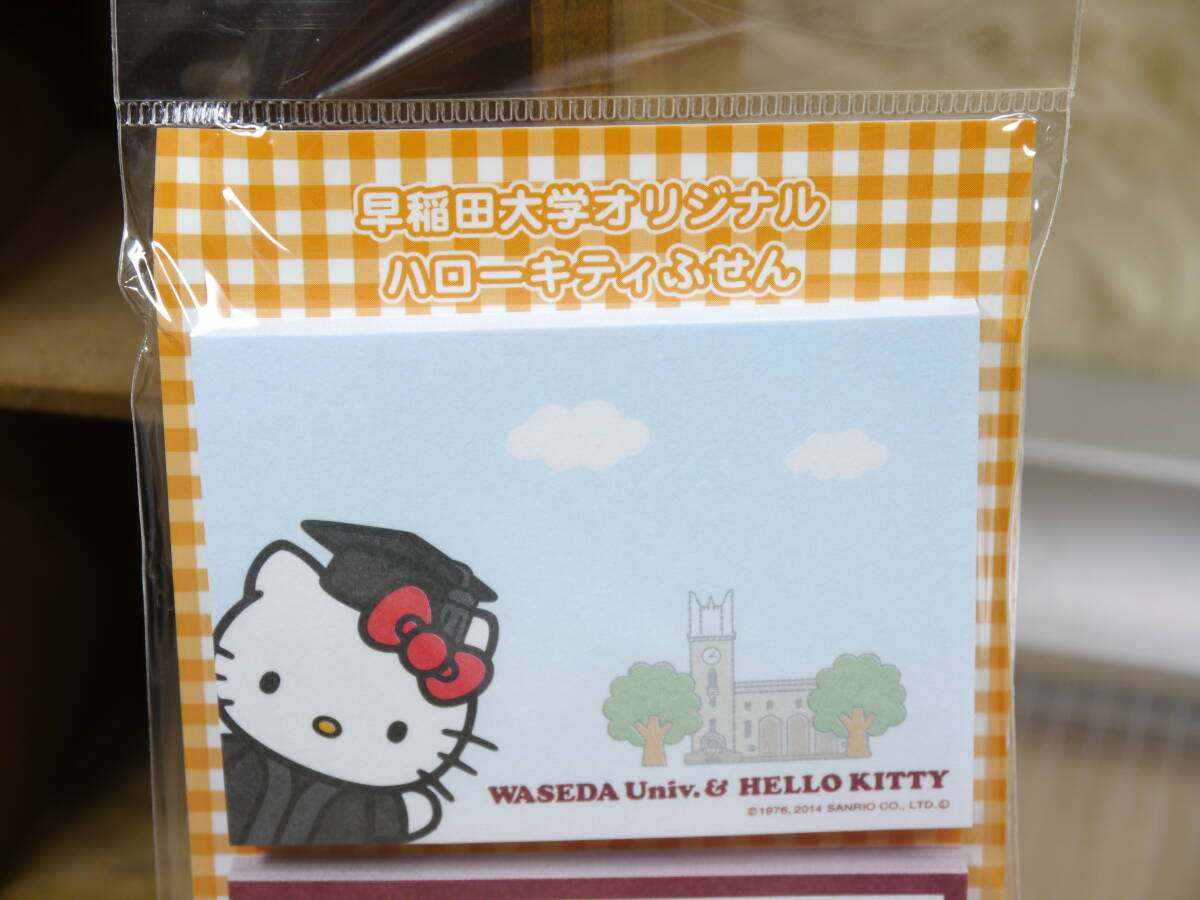 早稲田大学オリジナル
ハローキティふせん
WASEDA Univ. & HELLO KITTY
©1976, 2014 SANRIO CO., LTD.©